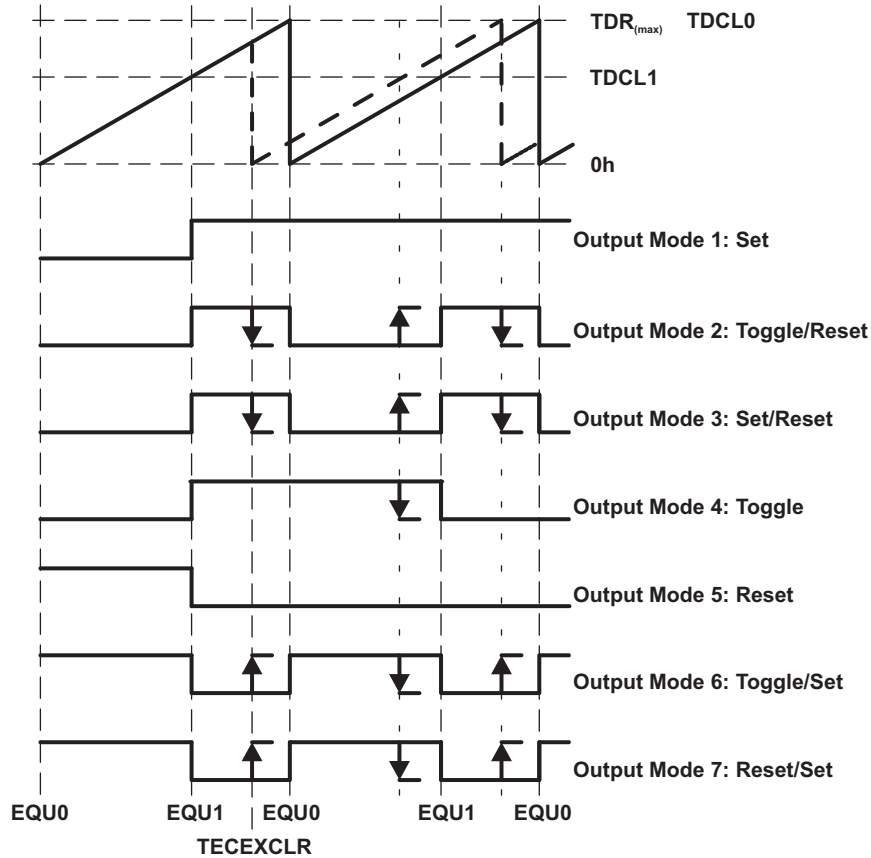 TDR(max) TDCL0
TDCL1
0h
Output Mode 1: Set
Output Mode 2: Toggle/Reset
Output Mode 3: Set/Reset
Output Mode 4: Toggle
Output Mode 5: Reset
Output Mode 6: Toggle/Set
Output Mode 7: Reset/Set
EQU0 EQU1 EQU0 EQU1 EQU0
TECEXCLR